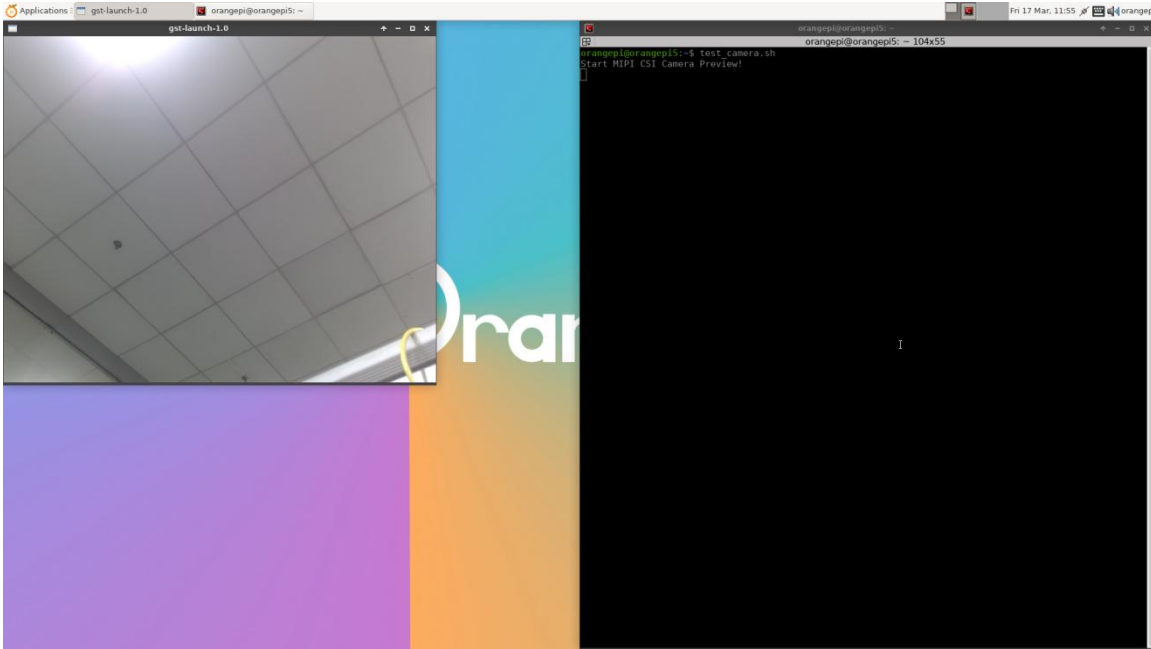 Applications gst-launch-1.0 orangepi@orangepi5: ~ Fri 17 Mar, 11:55 orangep
gst-launch-1.0
orangepi@orangepi5: ~
orangepi@orangepi5: ~ 104x55
orangepi@orangepi5:~$ test_camera.sh
Start MIPI CSI Camera Preview!
Oran